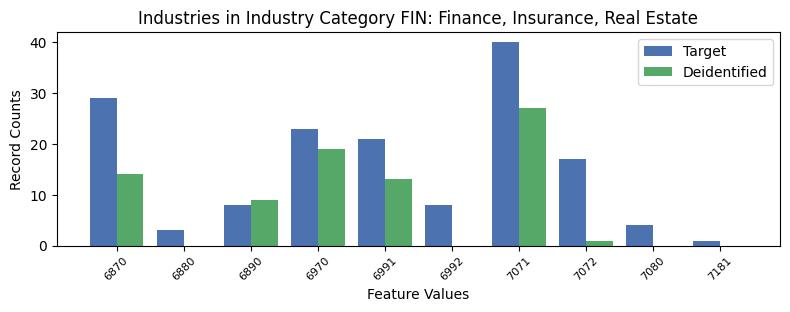 Industries in Industry Category FIN: Finance, Insurance, Real Estate
Target
Deidentified
Record Counts
40
30
20
10
0
6870 6880 6890 6970 6991 6992 7071 7072 7080 7181
Feature Values